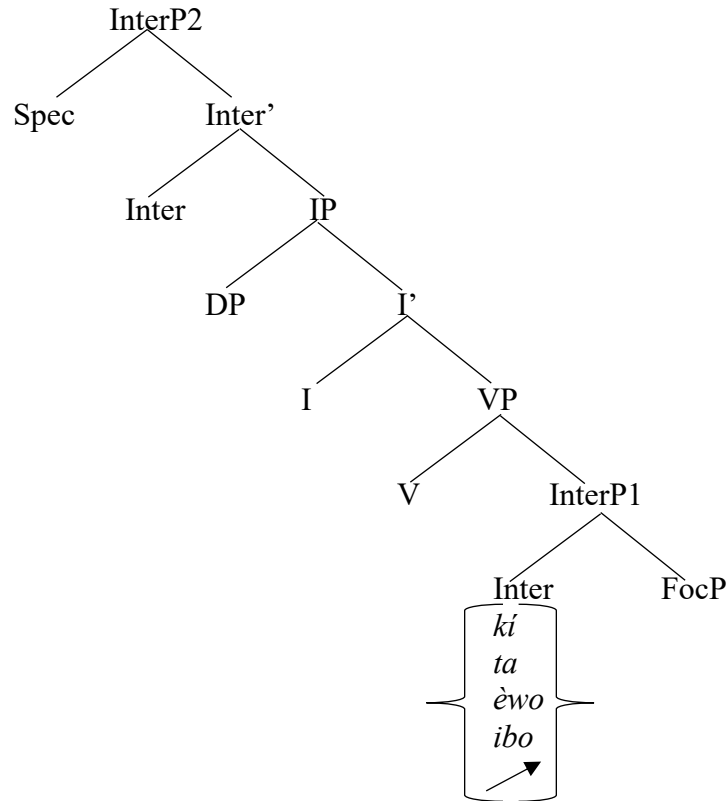 InterP2
Spec Inter’
Inter IP
DP I’
I VP
V InterP1
Inter FocP
kí
ta
èwo
ibo